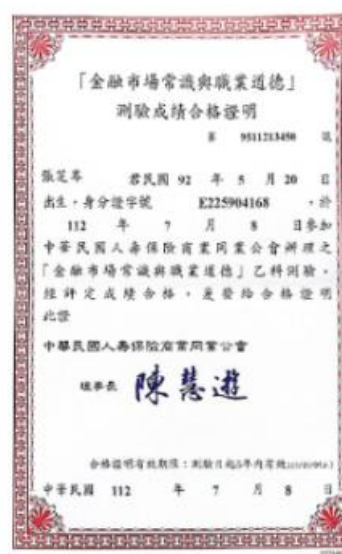 「金融市場常識與職業道德」
測驗成績合格證明
第 9511213450 號
張芝岑 君民國 92 年 5 月 20 日
出生，身分證字號 E225904168 ，於
112 年 7 月 8 日參加
中華民國人壽保險商業同業公會辦理之
「金融市場常識與職業道德」乙科測驗，
經評定成績合格，爰發給合格證明
此證
中華民國人壽保險商業同業公會
理事長 陳慧遊
合格證明有效期限：測驗日起5年內有效
中華民國 112 年 7 月 8 日